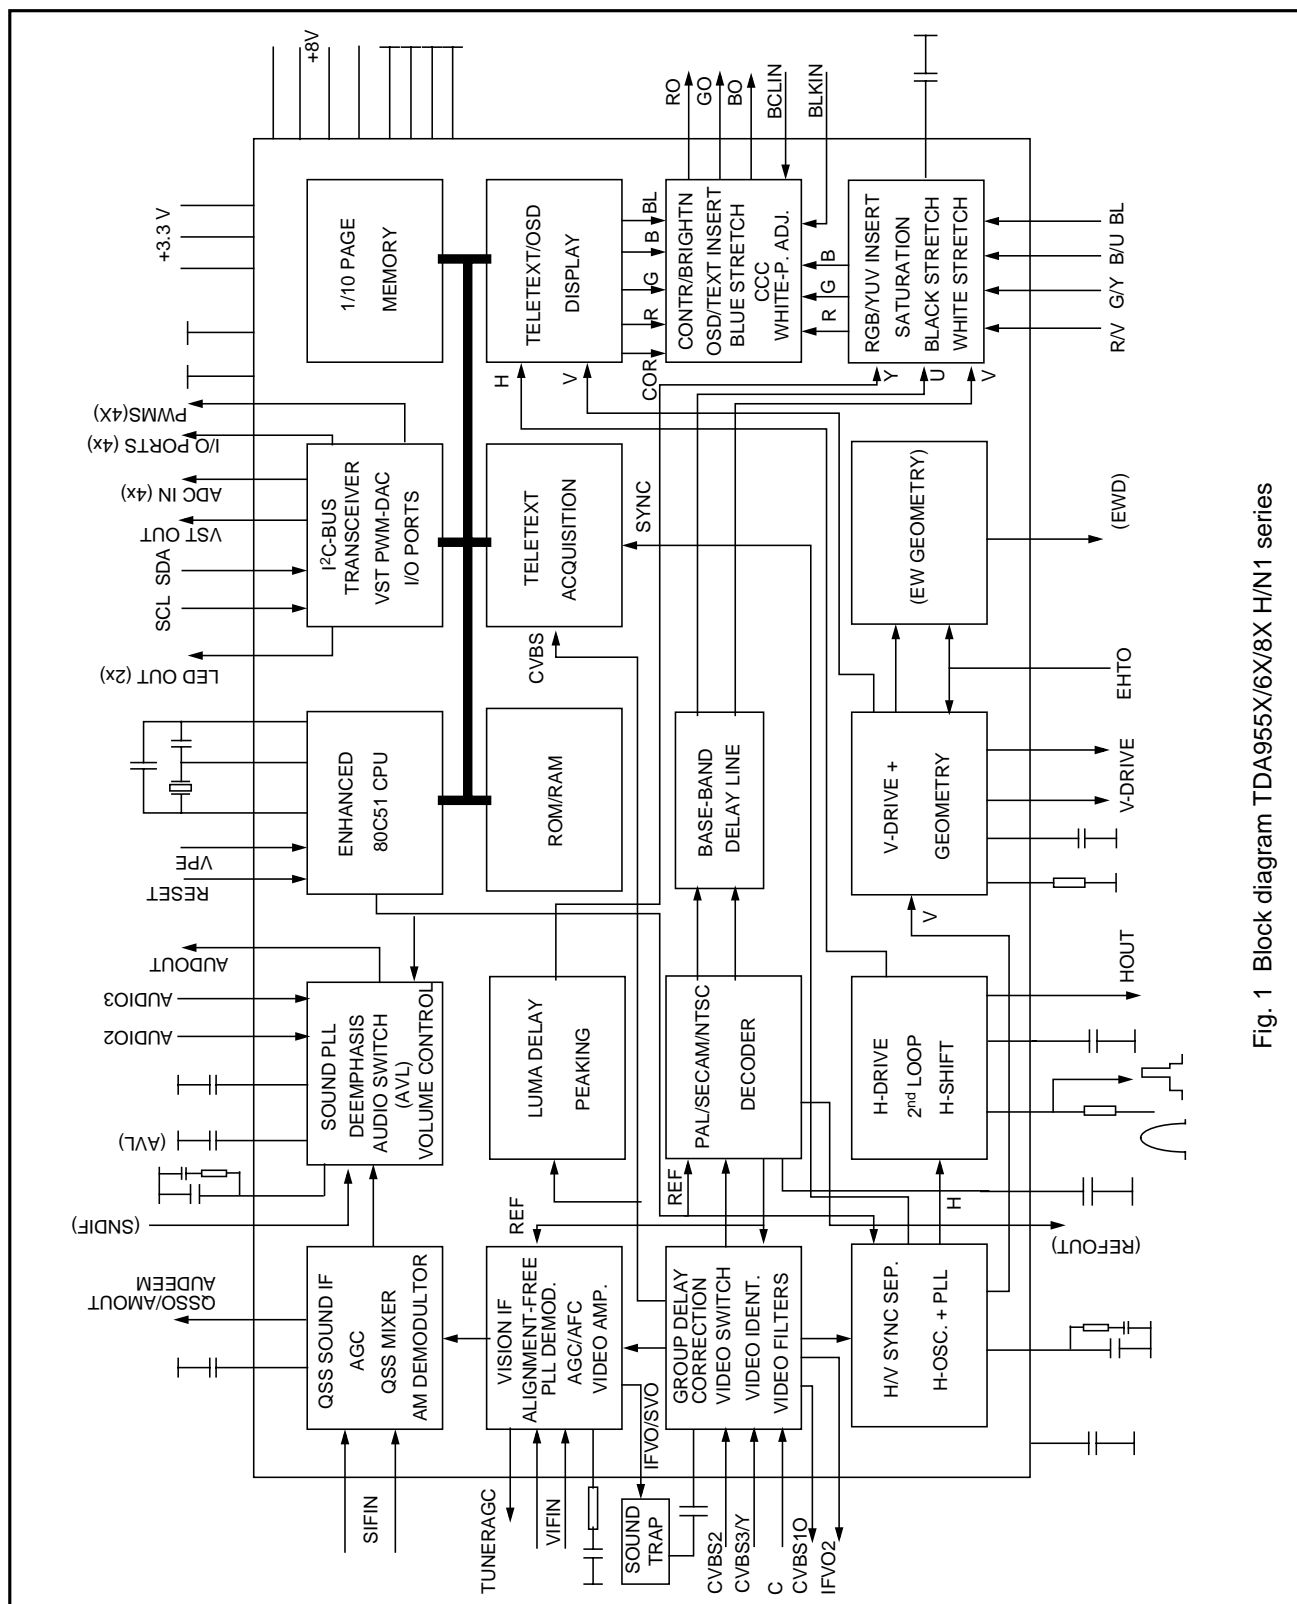 +8V
+3.3 V
RO
GO
BO
BCLIN
BLKIN
1/10 PAGE
MEMORY
TELETEXT/OSD
DISPLAY
BL
B
G
R
COR
CONTR/BRIGHTN
OSD/TEXT INSERT
BLUE STRETCH
CCC
WHITE-P. ADJ.
B
G
R
RGB/YUV INSERT
SATURATION
BLACK STRETCH
WHITE STRETCH
BL
B/U
G/Y
R/V
H
V
Y
U
V
PWMS(4X)
I/O PORTS (4x)
ADC IN (4x)
VST OUT
SDA
SCL
LED OUT (2x)
I²C-BUS
TRANSCEIVER
VST PWM-DAC
I/O PORTS
TELETEXT
ACQUISITION
CVBS
SYNC
(EW GEOMETRY)
(EWD)
EHTO
VPE
RESET
ENHANCED
80C51 CPU
ROM/RAM
BASE-BAND
DELAY LINE
V-DRIVE +
GEOMETRY
V-DRIVE
V
AUDOUT
AUDIO3
AUDIO2
(AVL)
(SNDIF)
SOUND PLL
DEEMPHASIS
AUDIO SWITCH
(AVL)
VOLUME CONTROL
LUMA DELAY
PEAKING
PAL/SECAM/NTSC
DECODER
H-DRIVE
2nd LOOP
H-SHIFT
HOUT
REF
REF
H
(REFOUT)
QSSO/AMOUT
AUDEEM
QSS SOUND IF
AGC
QSS MIXER
AM DEMODULTOR
VISION IF
ALIGNMENT-FREE
PLL DEMOD.
AGC/AFC
VIDEO AMP.
GROUP DELAY
CORRECTION
VIDEO SWITCH
VIDEO IDENT.
VIDEO FILTERS
H/V SYNC SEP.
H-OSC. + PLL
SIFIN
TUNERAGC
VIFIN
IFVO/SVO
SOUND
TRAP
CVBS2
CVBS3/Y
C
CVBS1O
IFVO2
Fig. 1 Block diagram TDA955X/6X/8X H/N1 series